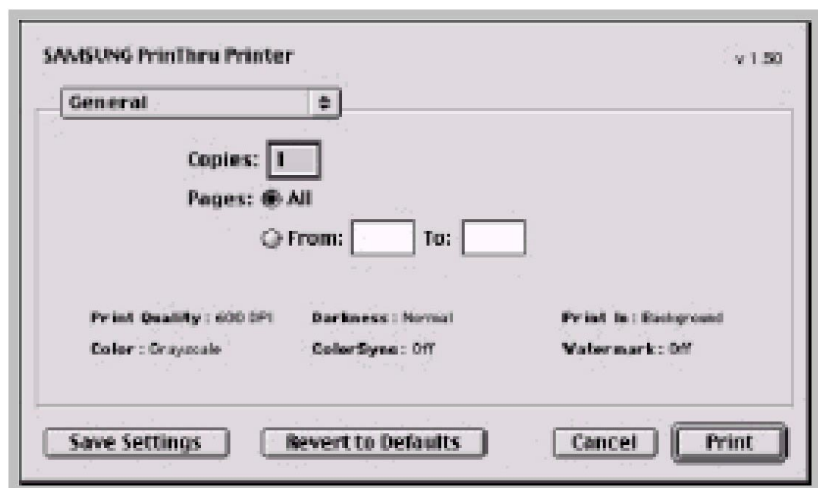 SAMSUNG PrinThru Printer v 1.50
General
Copies: 1
Pages: All
From: To:
Print Quality : 600 DPI Darkness : Normal Print In : Background
Color : Grayscale ColorSync : Off Watermark : Off
Save Settings Revert to Defaults Cancel Print